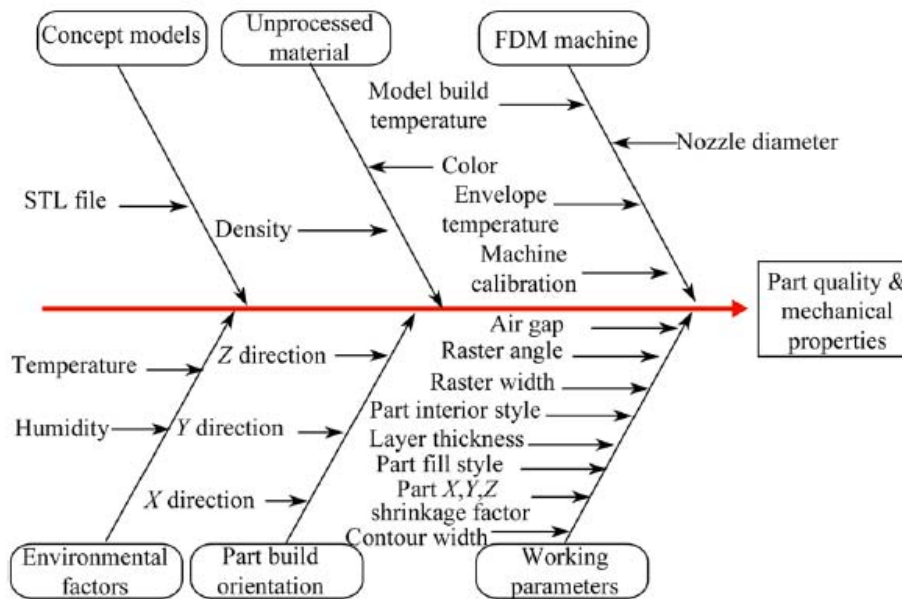 Concept models
Unprocessed
material
FDM machine
Model build
temperature
Nozzle diameter
Color
STL file
Density
Envelope
temperature
Machine
calibration
Part quality &
mechanical
properties
Air gap
Z direction
Raster angle
Temperature
Raster width
Part interior style
Humidity
Y direction
Layer thickness
Part fill style
X direction
Part X,Y,Z
shrinkage factor
Contour width
Environmental
factors
Part build
orientation
Working
parameters